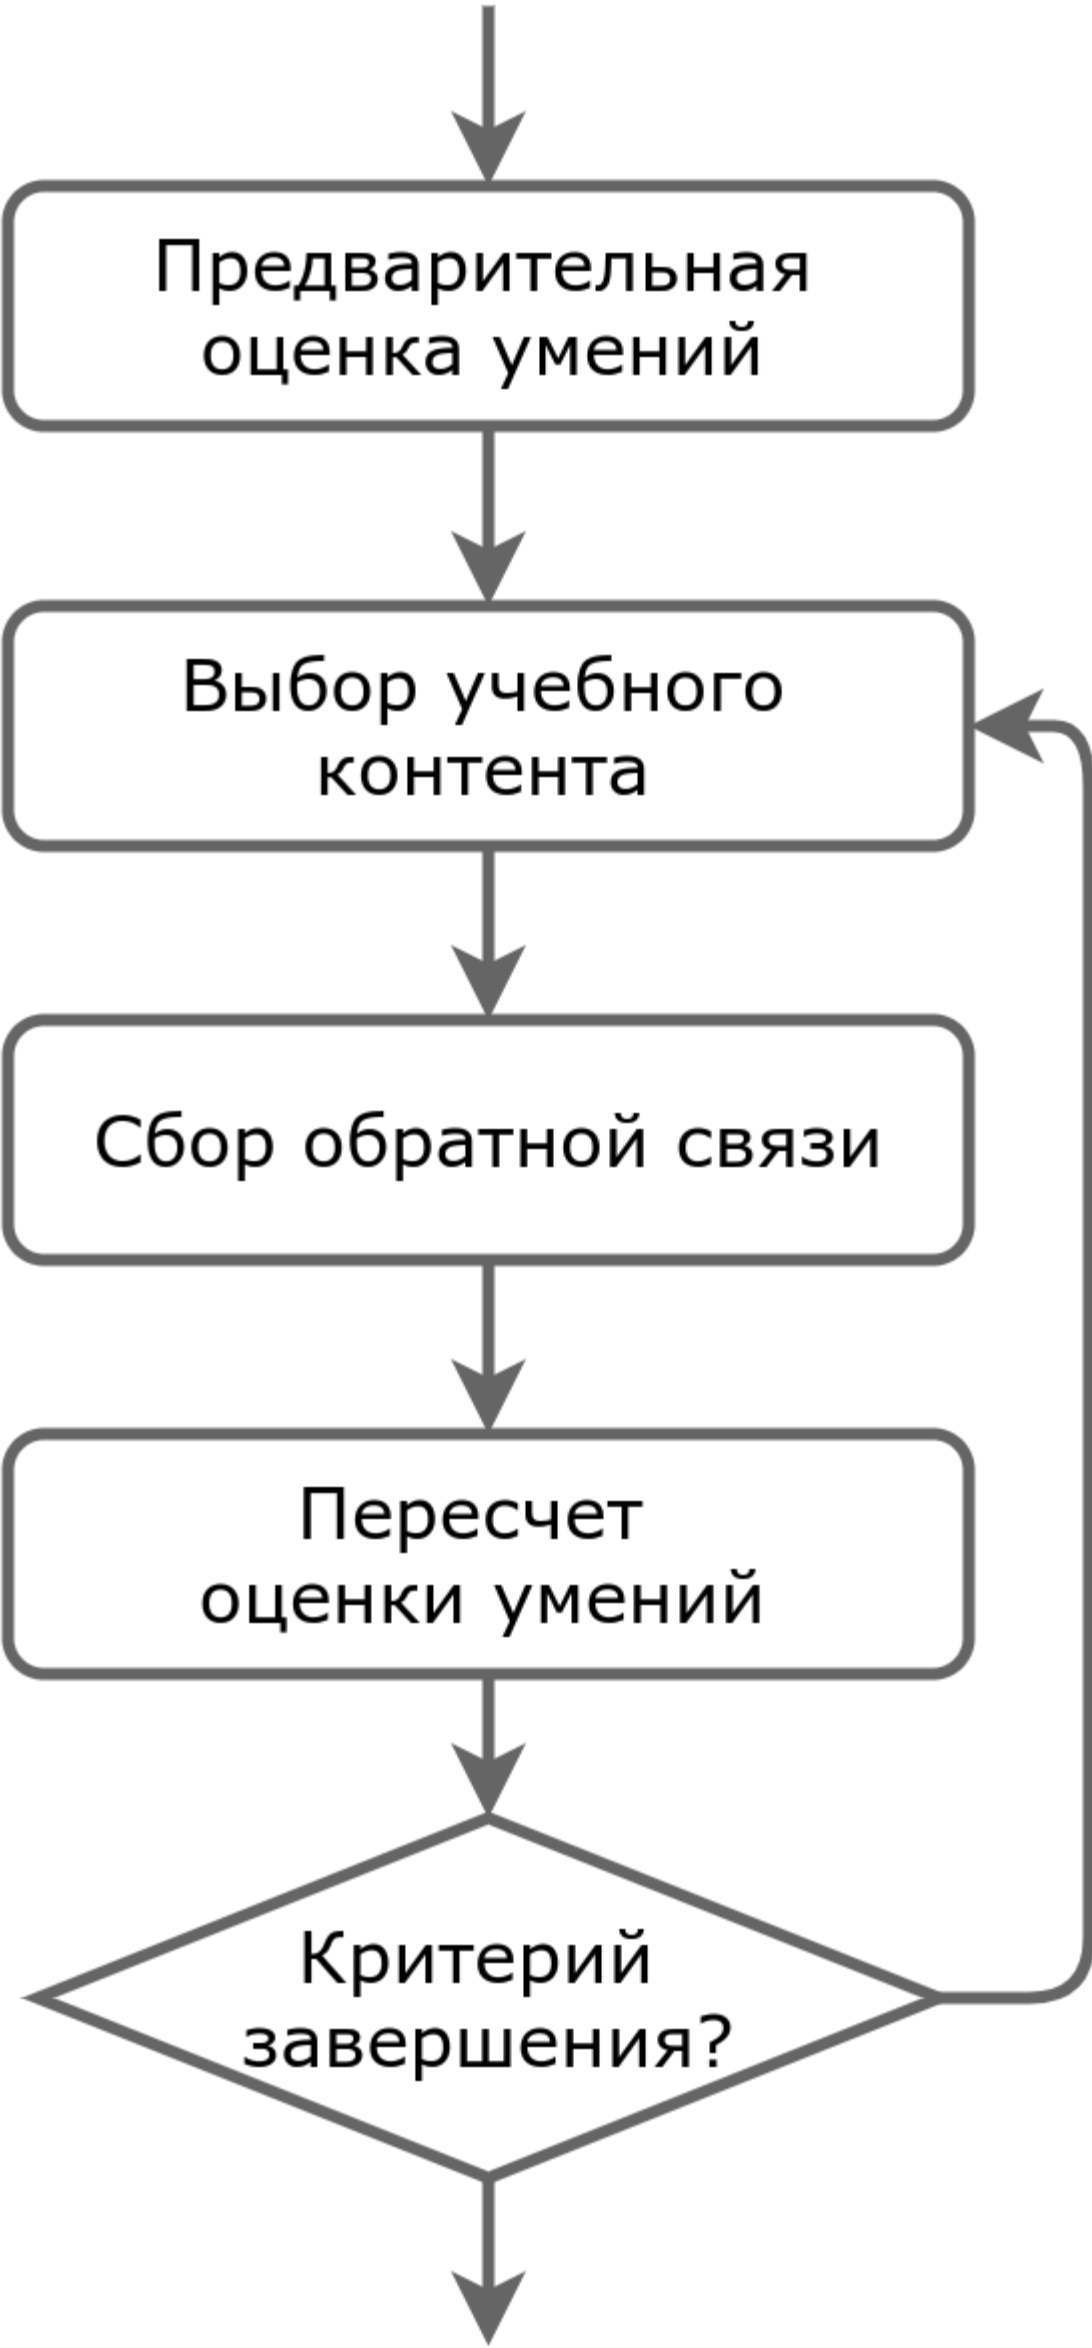 Предварительная
оценка умений
Выбор учебного
контента
Сбор обратной связи
Пересчет
оценки умений
Критерий
завершения?